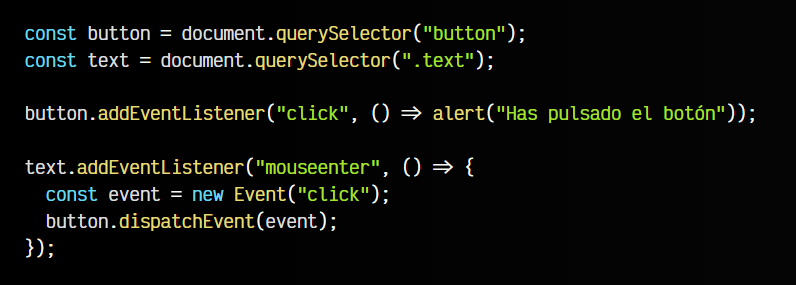 const button = document.querySelector("button");
const text = document.querySelector(".text");
button.addEventListener("click", () => alert("Has pulsado el botón"));
text.addEventListener("mouseenter", () => {
  const event = new Event("click");
  button.dispatchEvent(event);
});